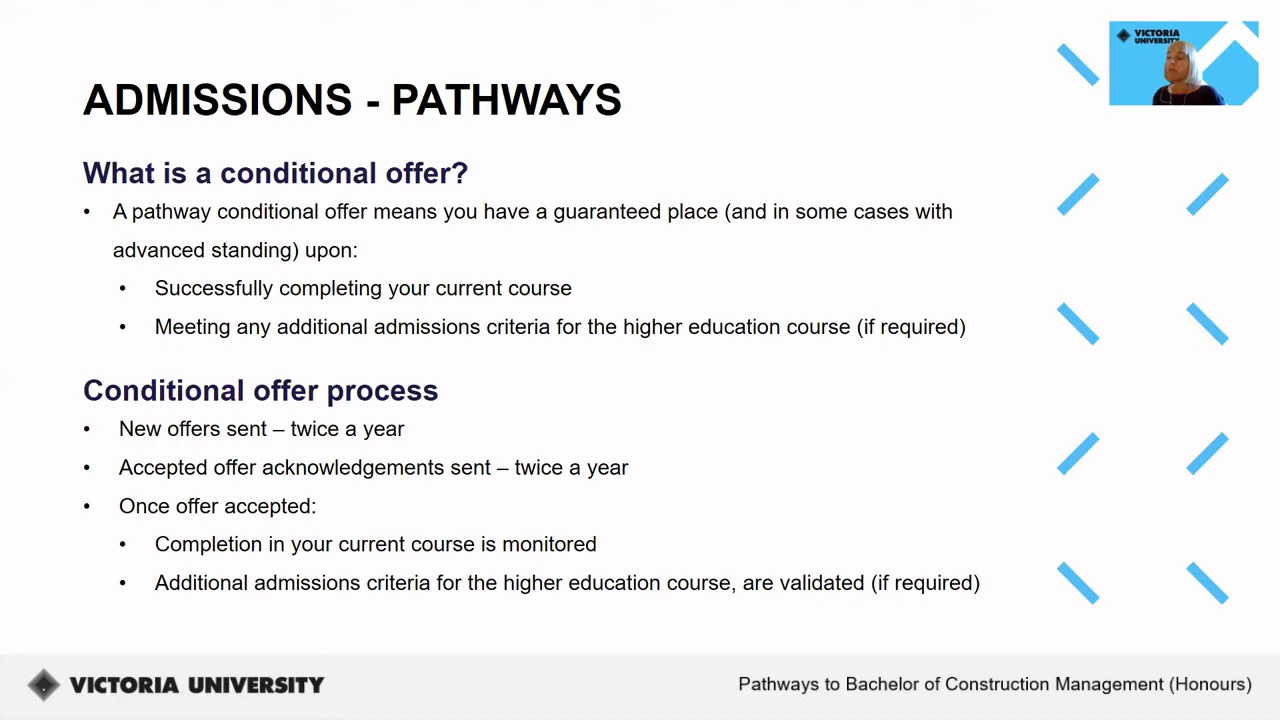 VICTORIA
UNIVERSITY
ADMISSIONS - PATHWAYS
What is a conditional offer?
• A pathway conditional offer means you have a guaranteed place (and in some cases with
advanced standing) upon:
• Successfully completing your current course
• Meeting any additional admissions criteria for the higher education course (if required)
Conditional offer process
• New offers sent – twice a year
• Accepted offer acknowledgements sent – twice a year
• Once offer accepted:
• Completion in your current course is monitored
• Additional admissions criteria for the higher education course, are validated (if required)
VICTORIA UNIVERSITY
Pathways to Bachelor of Construction Management (Honours)